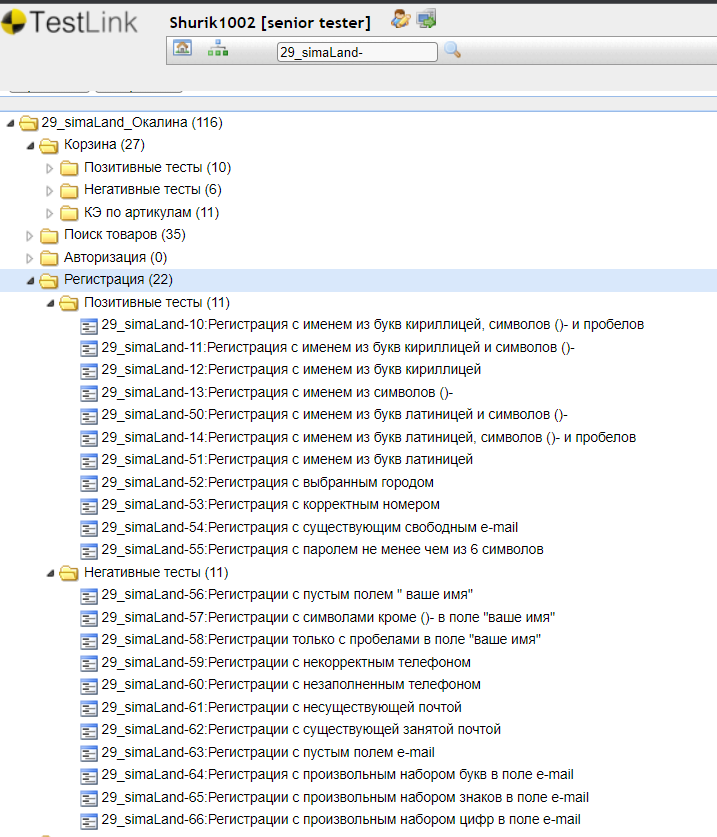 TestLink
Shurik1002 [senior tester]
29_simaLand-
29_simaLand_Окалина (116)
Корзина (27)
Позитивные тесты (10)
Негативные тесты (6)
КЭ по артикулам (11)
Поиск товаров (35)
Авторизация (0)
Регистрация (22)
Позитивные тесты (11)
29_simaLand-10:Регистрация с именем из букв кириллицей, символов ()- и пробелов
29_simaLand-11:Регистрация с именем из букв кириллицей и символов ()-
29_simaLand-12:Регистрация с именем из букв кириллицей
29_simaLand-13:Регистрация с именем из символов ()-
29_simaLand-50:Регистрация с именем из букв латиницей и символов ()-
29_simaLand-14:Регистрация с именем из букв латиницей, символов ()- и пробелов
29_simaLand-51:Регистрация с именем из букв латиницей
29_simaLand-52:Регистрация с выбранным городом
29_simaLand-53:Регистрация с корректным номером
29_simaLand-54:Регистрация с существующим свободным e-mail
29_simaLand-55:Регистрация с паролем не менее чем из 6 символов
Негативные тесты (11)
29_simaLand-56:Регистрации с пустым полем " ваше имя"
29_simaLand-57:Регистрации с символами кроме ()- в поле "ваше имя"
29_simaLand-58:Регистрации только с пробелами в поле "ваше имя"
29_simaLand-59:Регистрации с некорректным телефоном
29_simaLand-60:Регистрации с незаполненным телефоном
29_simaLand-61:Регистрации с несуществующей почтой
29_simaLand-62:Регистрации с существующей занятой почтой
29_simaLand-63:Регистрации с пустым полем e-mail
29_simaLand-64:Регистрации с произвольным набором букв в поле e-mail
29_simaLand-65:Регистрации с произвольным набором знаков в поле e-mail
29_simaLand-66:Регистрации с произвольным набором цифр в поле e-mail